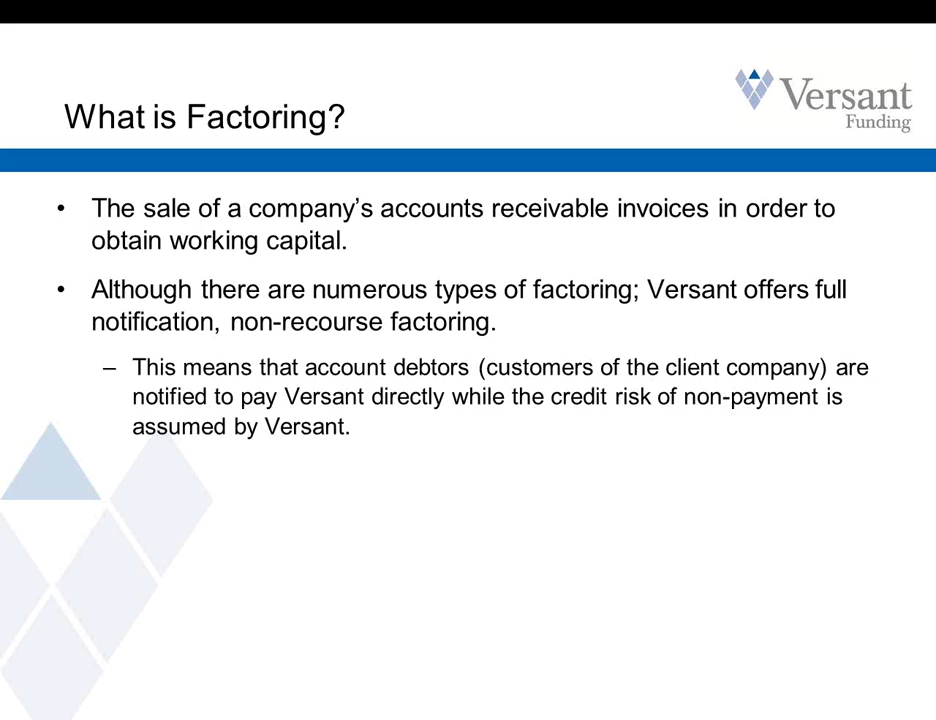 Versant
Funding
What is Factoring?
• The sale of a company’s accounts receivable invoices in order to
obtain working capital.
• Although there are numerous types of factoring; Versant offers full
notification, non-recourse factoring.
– This means that account debtors (customers of the client company) are
notified to pay Versant directly while the credit risk of non-payment is
assumed by Versant.